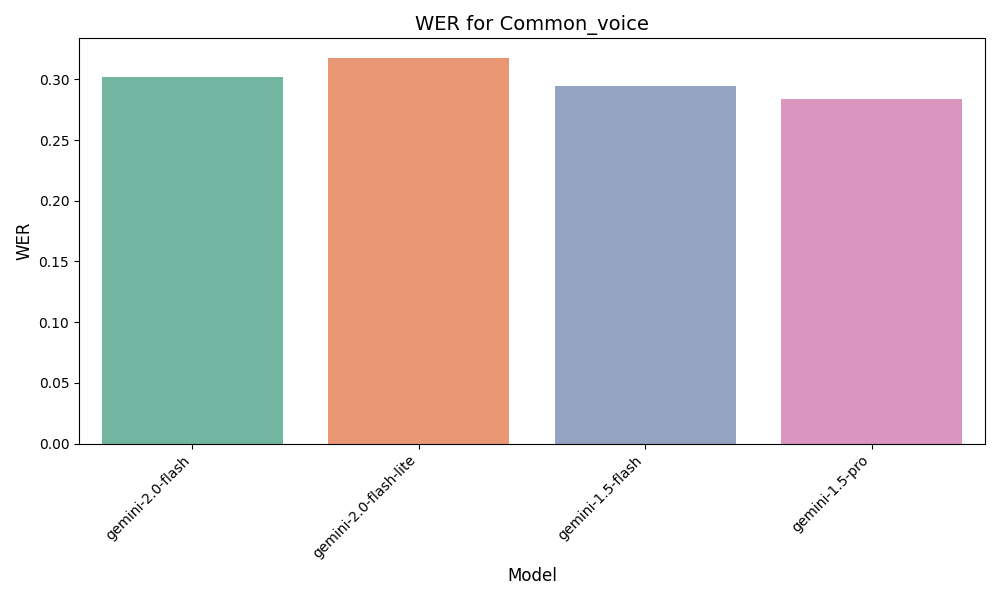 WER for Common_voice
WER
0.30
0.25
0.20
0.15
0.10
0.05
0.00
gemini-2.0-flash
gemini-2.0-flash-lite
gemini-1.5-flash
gemini-1.5-pro
Model